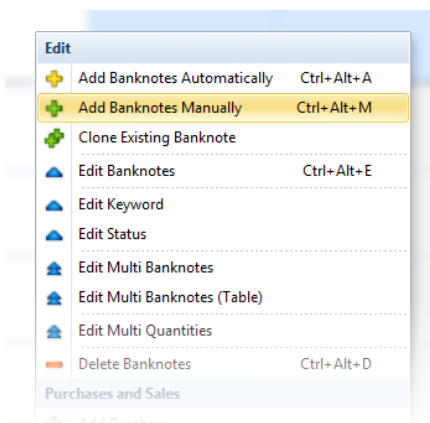 Edit
Add Banknotes Automatically Ctrl+Alt+A
Add Banknotes Manually Ctrl+Alt+M
Clone Existing Banknote
Edit Banknotes Ctrl+Alt+E
Edit Keyword
Edit Status
Edit Multi Banknotes
Edit Multi Banknotes (Table)
Edit Multi Quantities
Delete Banknotes Ctrl+Alt+D
Purchases and Sales
Add Purchase